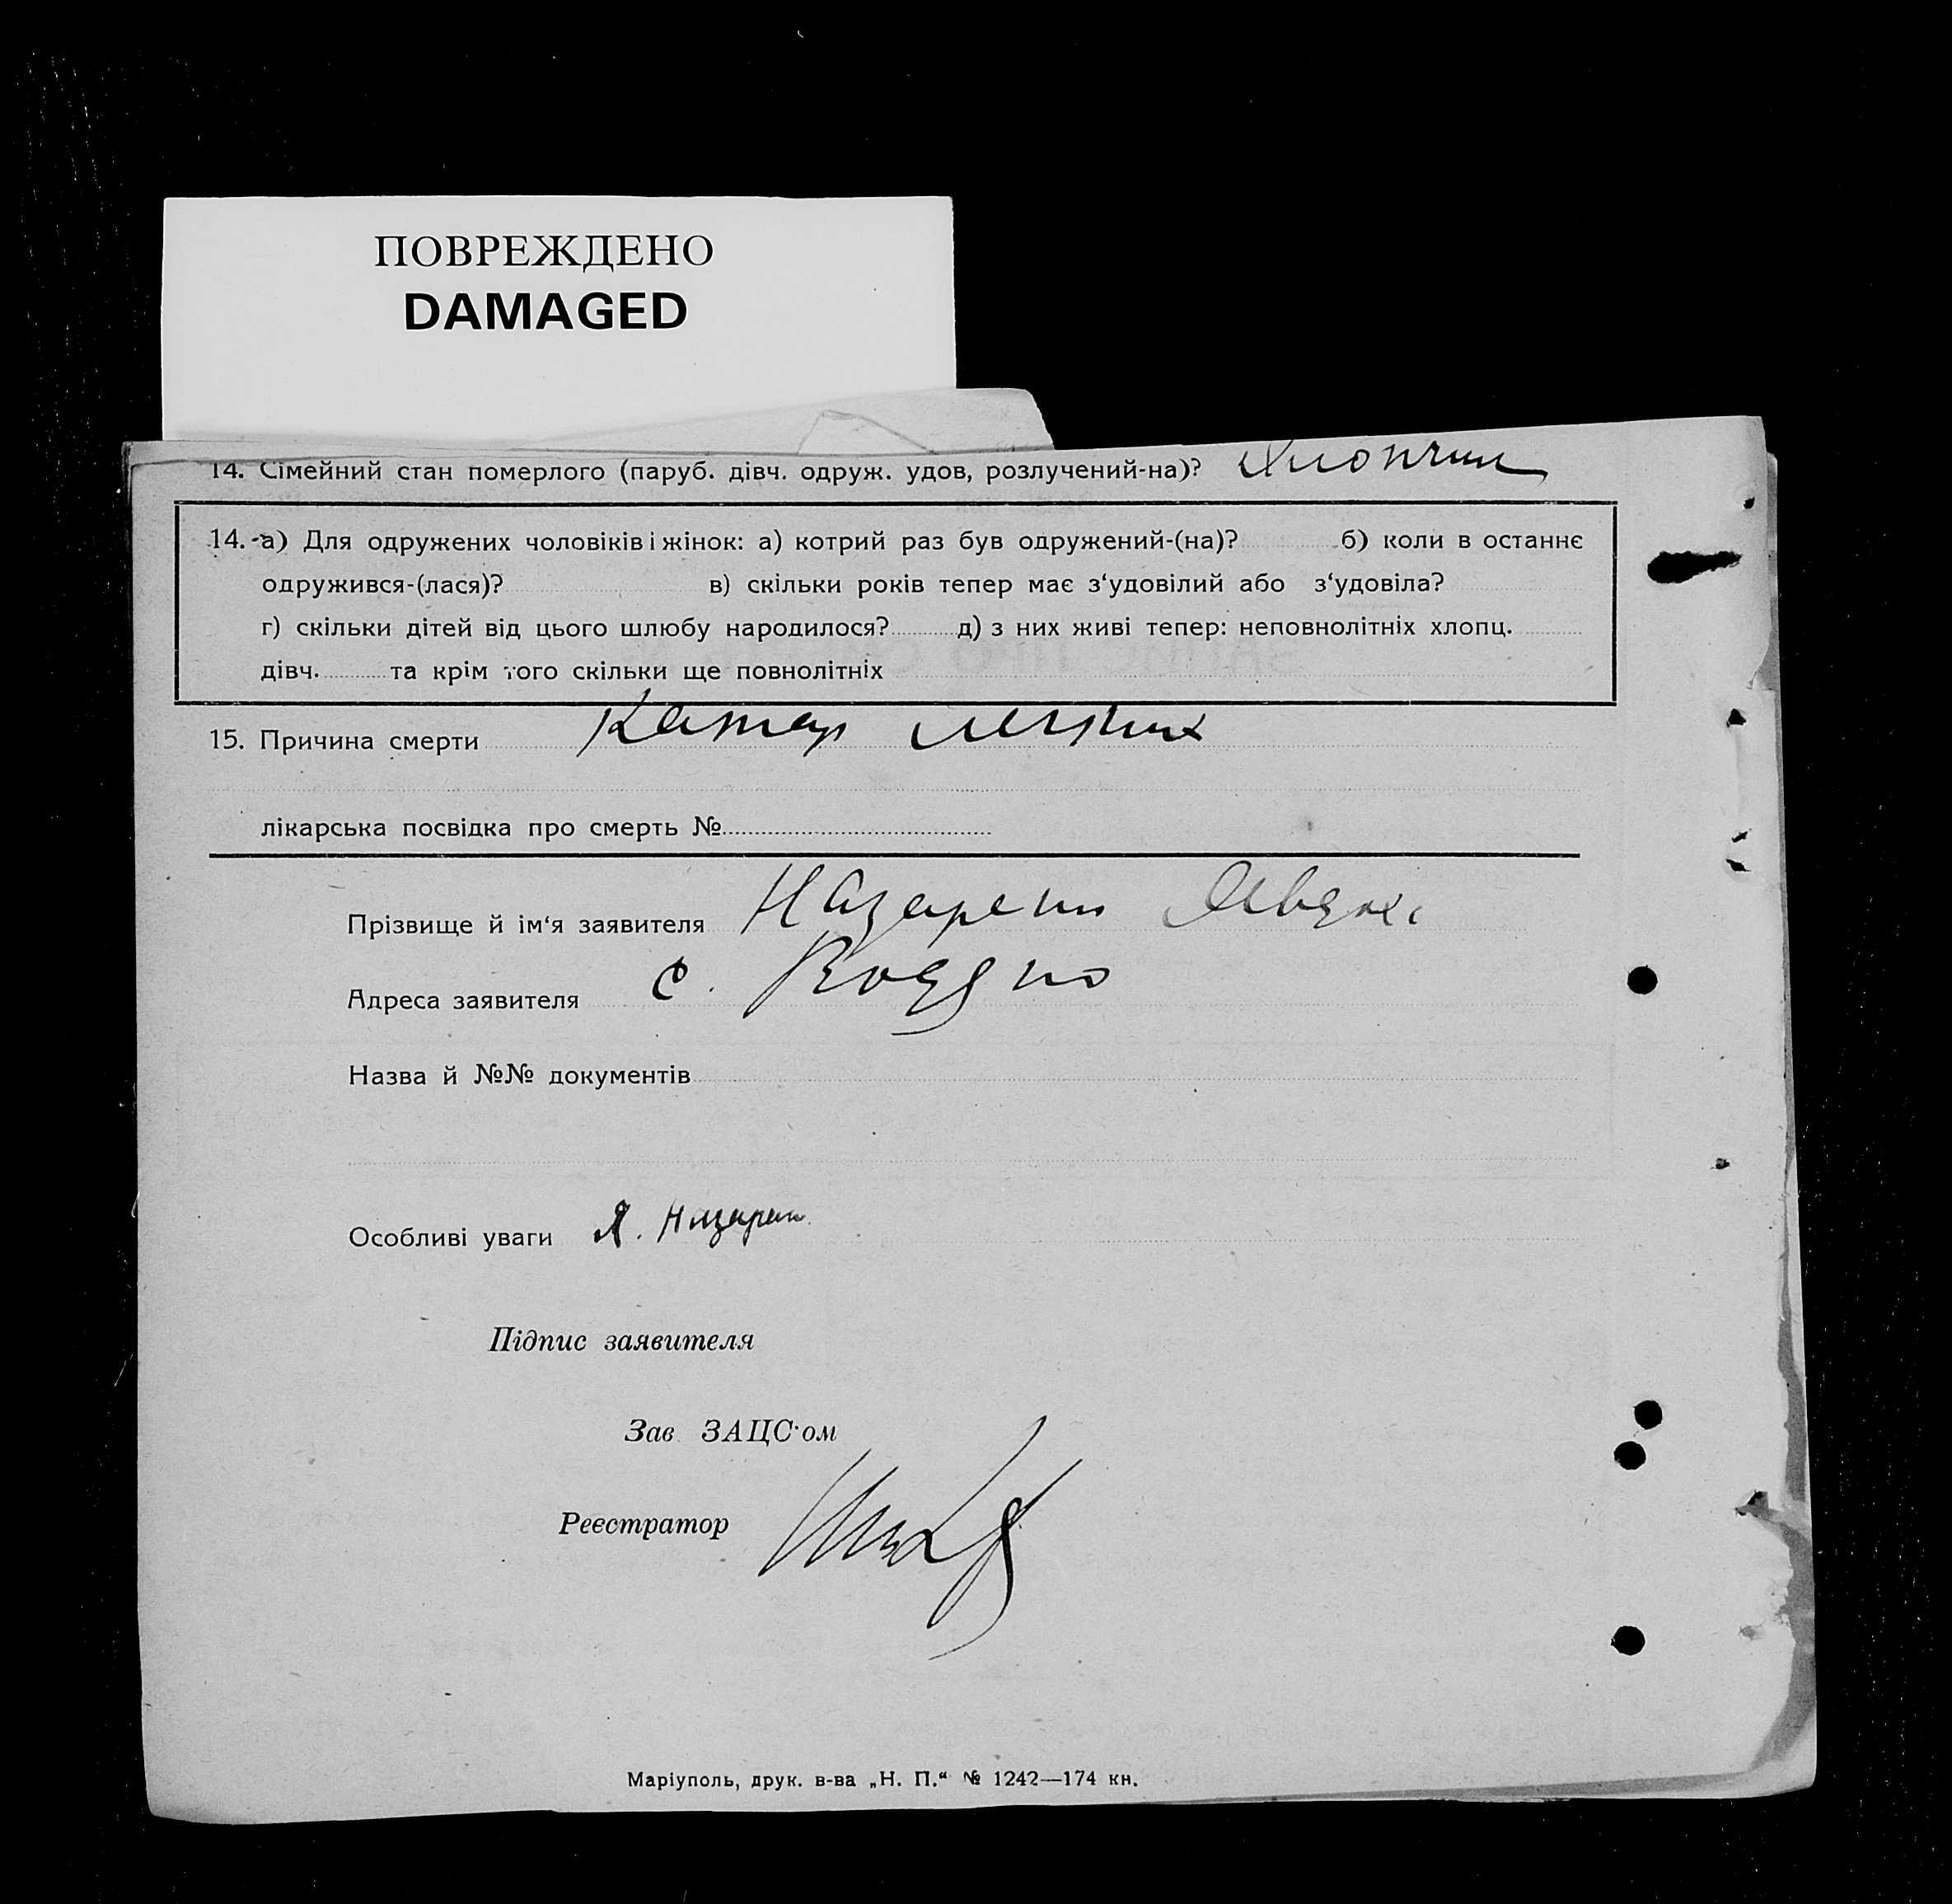 ПОВРЕЖДЕНО
DAMAGED
14. Сімейний стан померлого (паруб. дівч. одруж. удов, розлучений-на)? Хлопчик
14.-а) Для одружених чоловіків і жінок: а) котрий раз був одружений-(на)? б) коли в останнє
одружився-(лася)? в) скільки років тепер має з‘удовілий або з‘удовіла?
г) скільки дітей від цього шлюбу народилося? д) з них живі тепер: неповнолітніх хлопц.
дівч. та крім того скільки ще повнолітніх
15. Причина смерти Катар легких
лікарська посвідка про смерть №
Прізвище й ім‘я заявителя
Адреса заявителя с.
Назва й №№ документів
Особливі уваги Я.
Підпис заявителя
Зав ЗАЦС'ом
Реєстратор
Маріуполь, друк. в-ва „Н. П.“ № 1242—174 кн.